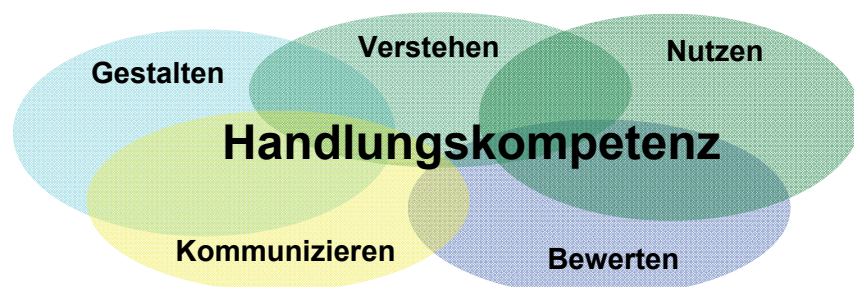 Verstehen
Nutzen
Gestalten
Handlungskompetenz
Kommunizieren
Bewerten